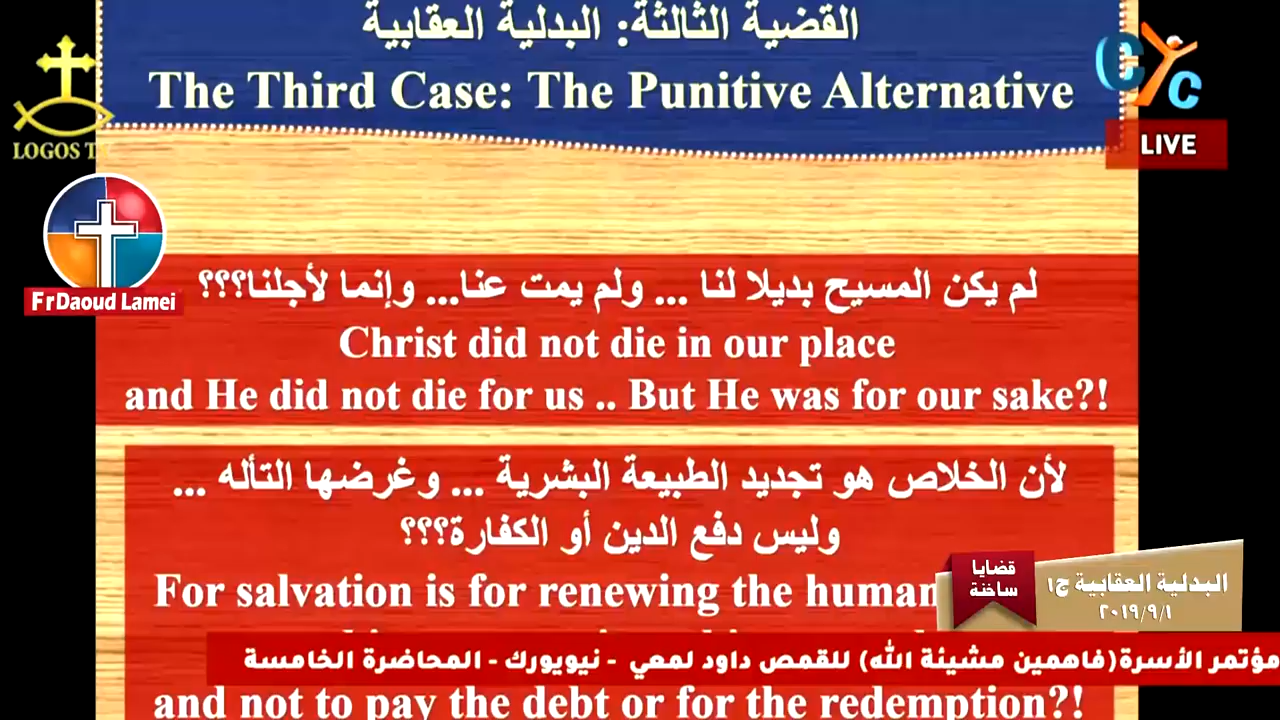 القضية الثالثة: البدلية العقابية
The Third Case: The Punitive Alternative
LOGOS T
CYC
LIVE
FrDaoud Lamei
لم يكن المسيح بديلا لنا ... ولم يمت عنا... وإنما لأجلنا؟؟؟
Christ did not die in our place
and He did not die for us .. But He was for our sake?!
لأن الخلاص هو تجديد الطبيعة البشرية ... وغرضها التأله ...
وليس دفع الدين أو الكفارة؟؟؟
For salvation is for renewing the human
and not to pay the debt or for the redemption?!
قضايا
ساخنة
البدلية العقابية ج١
٢٠١٩/٩/١
مؤتمر الأسرة(فاهمين مشيئة الله) للقمص داود لمعي - نيويورك - المحاضرة الخامسة